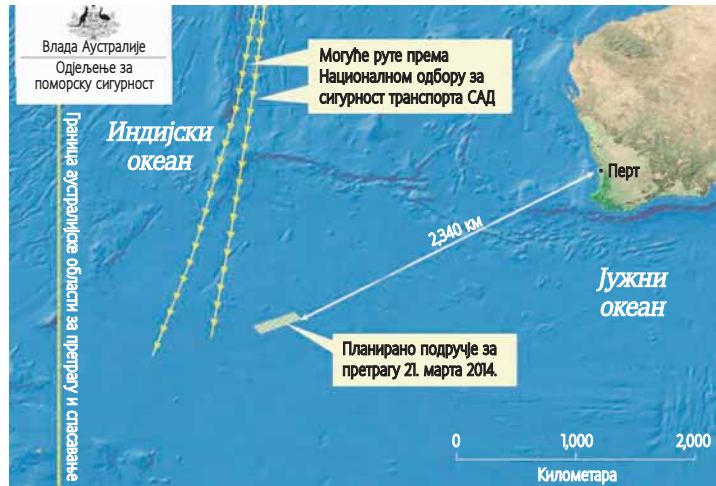 Влада Аустралије
Одјељење за
поморску сигурност
Могуће руте према
Националном одбору за
сигурност транспорта САД
Индијски
океан
Граница аустралијске области за претрагу и спасавање
Перт
2,340 км
Јужни
океан
Планирано подручје за
претрагу 21. марта 2014.
0 1,000 2,000
Километара